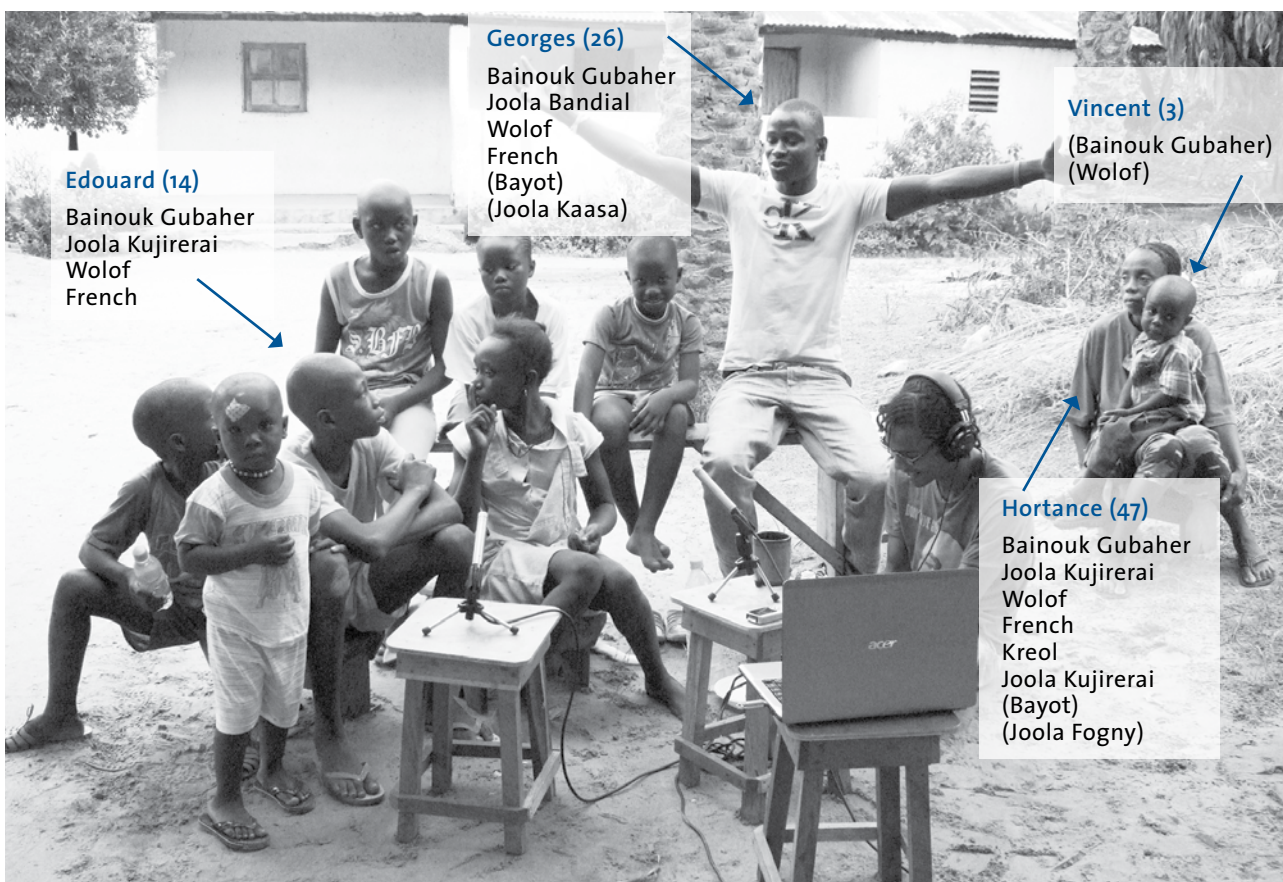 Georges (26)
Bainouk Gubaher
Joola Bandial
Wolof
French
(Bayot)
(Joola Kaasa)
Vincent (3)
(Bainouk Gubaher)
(Wolof)
Edouard (14)
Bainouk Gubaher
Joola Kujirerai
Wolof
French
Hortance (47)
Bainouk Gubaher
Joola Kujirerai
Wolof
French
Kreol
Joola Kujirerai
(Bayot)
(Joola Fogny)
acer